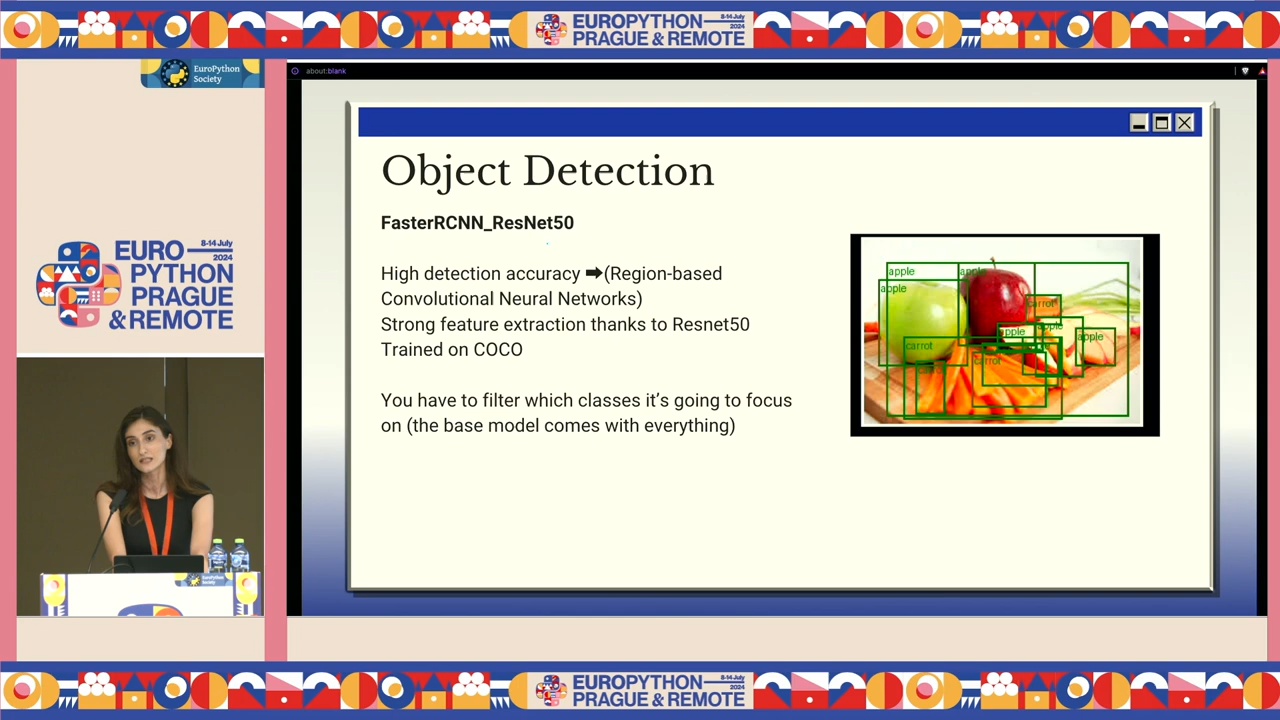 EUROPYTHON
8-14 July
2024
PRAGUE & REMOTE
EuroPython
Society
about:blank
EURO
8-14 July
2024
PYTHON
PRAGUE
& REMOTE
Object Detection
FasterRCNN_ResNet50
High detection accuracy ➡(Region-based
Convolutional Neural Networks)
Strong feature extraction thanks to Resnet50
Trained on COCO
You have to filter which classes it’s going to focus
on (the base model comes with everything)
apple
apple
apple
carrot
apple
apple
apple
carrot
carrot
EuroPython
Society
EUROPYTHON
8-14 July
2024
PRAGUE & REMOTE